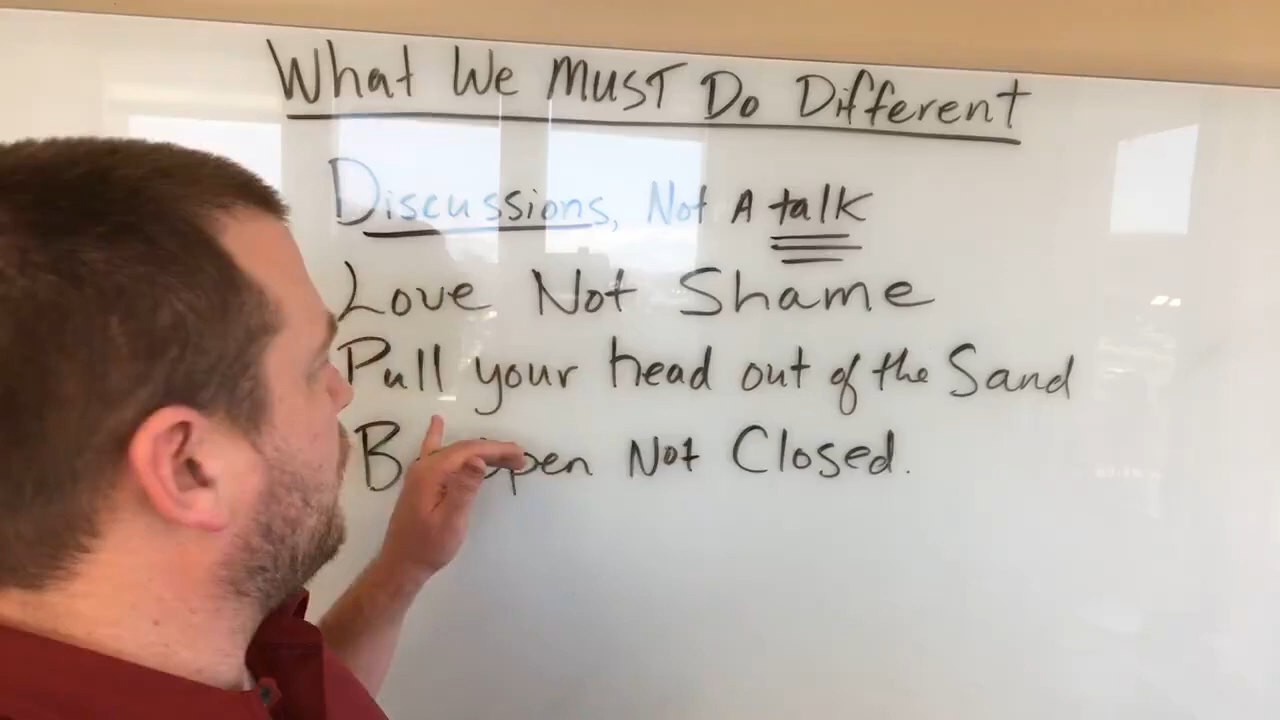 What We Must Do Different
Discussions, Not A talk
Love Not Shame
Pull your head out of the Sand
Open Not Closed.